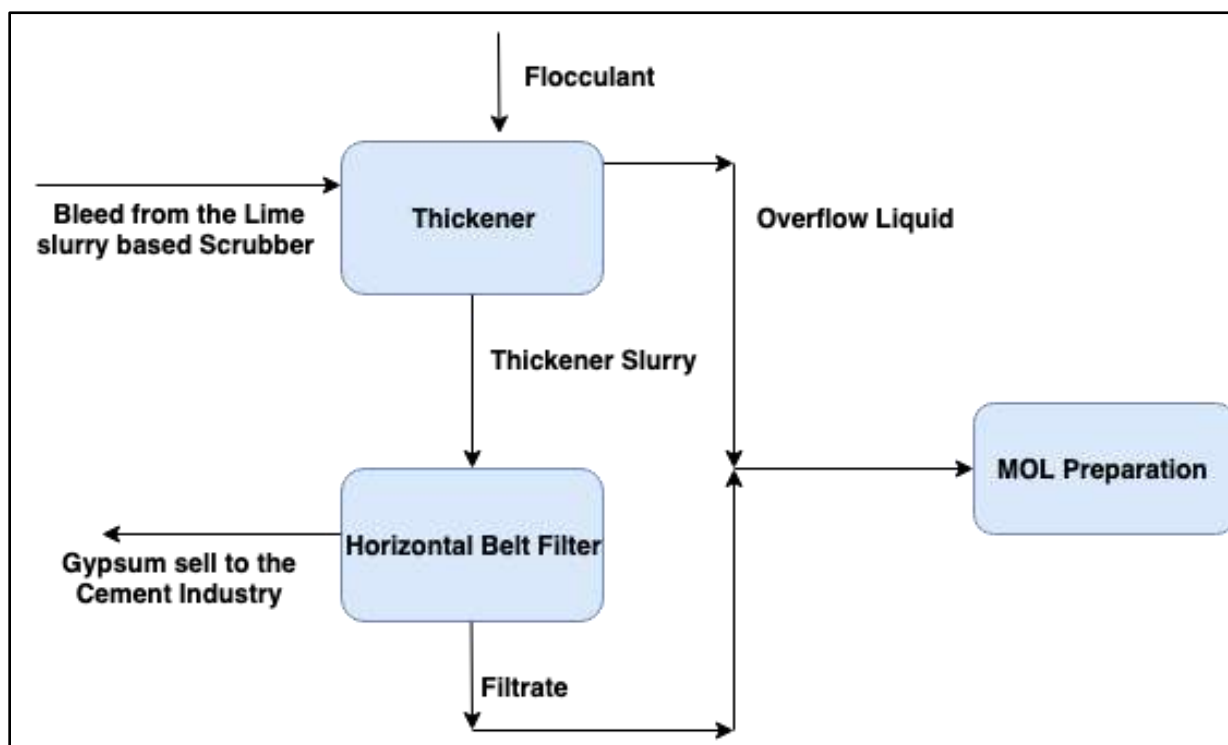 Flocculant
Bleed from the Lime
slurry based Scrubber
Thickener
Overflow Liquid
Thickener Slurry
MOL Preparation
Horizontal Belt Filter
Gypsum sell to the
Cement Industry
Filtrate